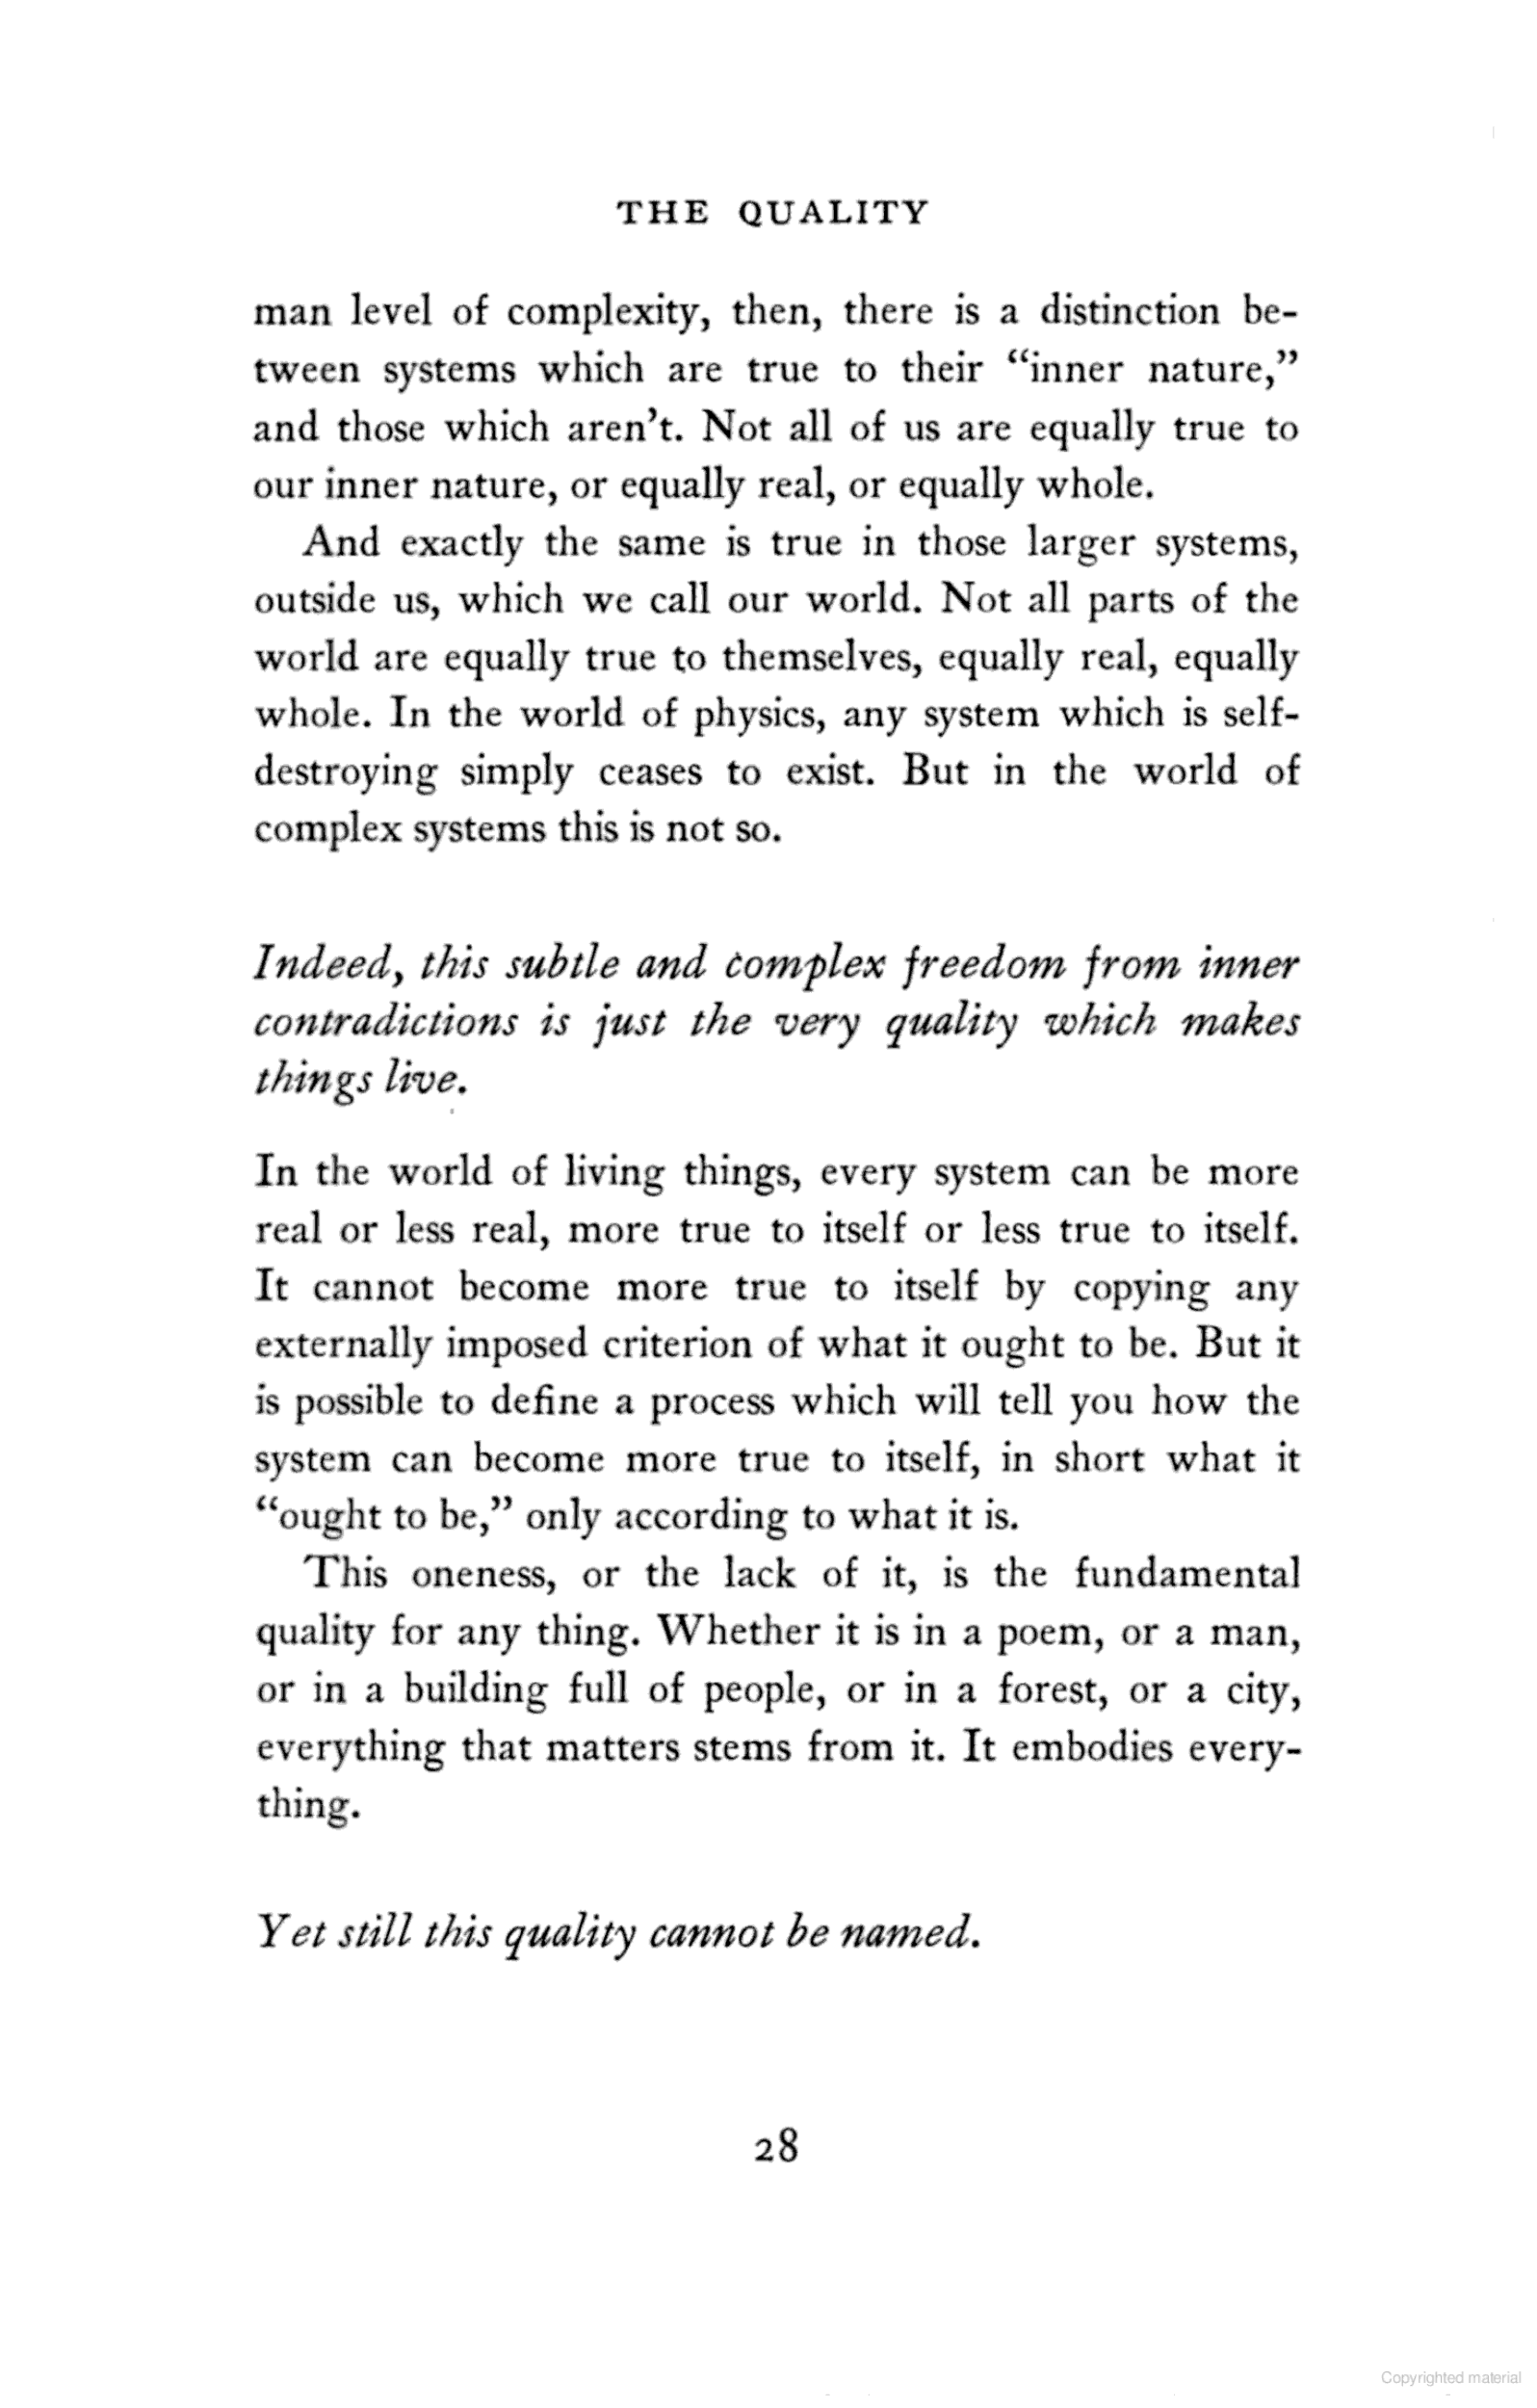 THE QUALITY
man level of complexity, then, there is a distinction be-
tween systems which are true to their “inner nature,”
and those which aren’t. Not all of us are equally true to
our inner nature, or equally real, or equally whole.
And exactly the same is true in those larger systems,
outside us, which we call our world. Not all parts of the
world are equally true to themselves, equally real, equally
whole. In the world of physics, any system which is self-
destroying simply ceases to exist. But in the world of
complex systems this is not so.
Indeed, this subtle and complex freedom from inner
contradictions is just the very quality which makes
things live.
In the world of living things, every system can be more
real or less real, more true to itself or less true to itself.
It cannot become more true to itself by copying any
externally imposed criterion of what it ought to be. But it
is possible to define a process which will tell you how the
system can become more true to itself, in short what it
“ought to be,” only according to what it is.
This oneness, or the lack of it, is the fundamental
quality for any thing. Whether it is in a poem, or a man,
or in a building full of people, or in a forest, or a city,
everything that matters stems from it. It embodies every-
thing.
Yet still this quality cannot be named.
28
Copyrighted material